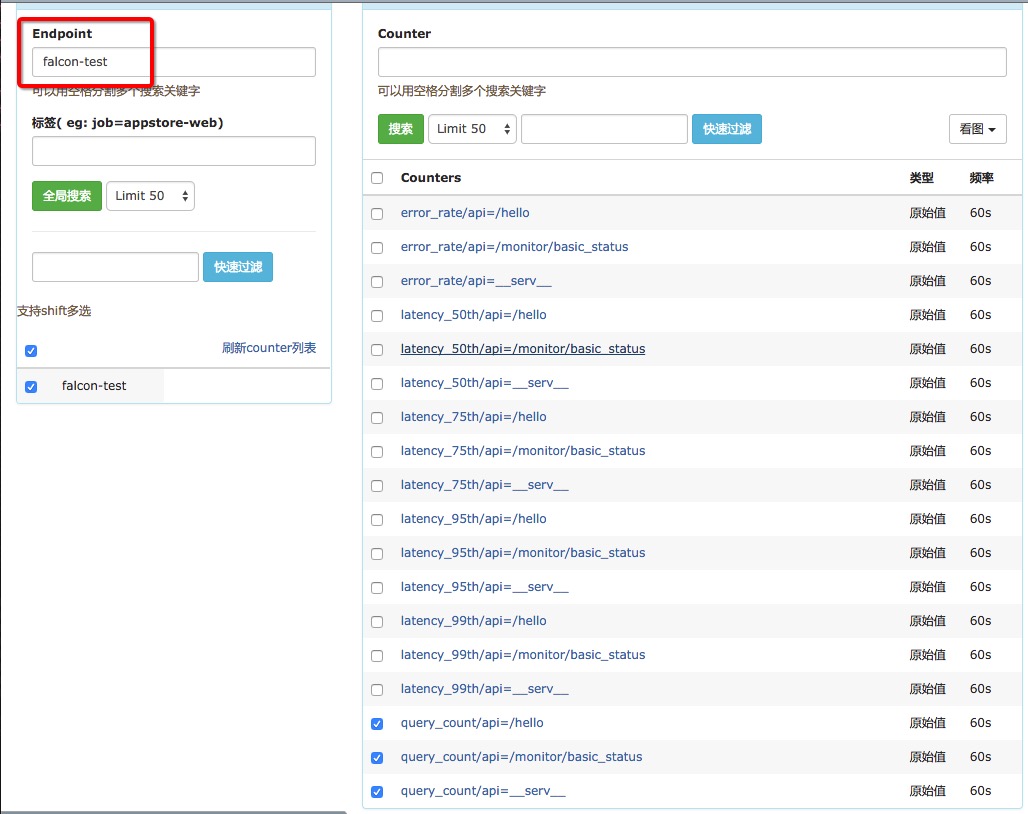 Endpoint
falcon-test
可以用空格分割多个搜索关键字
标签( eg: job=appstore-web)
全局搜索 Limit 50
快速过滤
支持shift多选
刷新counter列表
falcon-test
Counter
可以用空格分割多个搜索关键字
搜索 Limit 50 快速过滤 看图
Counters 类型 频率
error_rate/api=/hello 原始值 60s
error_rate/api=/monitor/basic_status 原始值 60s
error_rate/api=__serv__ 原始值 60s
latency_50th/api=/hello 原始值 60s
latency_50th/api=/monitor/basic_status 原始值 60s
latency_50th/api=__serv__ 原始值 60s
latency_75th/api=/hello 原始值 60s
latency_75th/api=/monitor/basic_status 原始值 60s
latency_75th/api=__serv__ 原始值 60s
latency_95th/api=/hello 原始值 60s
latency_95th/api=/monitor/basic_status 原始值 60s
latency_95th/api=__serv__ 原始值 60s
latency_99th/api=/hello 原始值 60s
latency_99th/api=/monitor/basic_status 原始值 60s
latency_99th/api=__serv__ 原始值 60s
query_count/api=/hello 原始值 60s
query_count/api=/monitor/basic_status 原始值 60s
query_count/api=__serv__ 原始值 60s